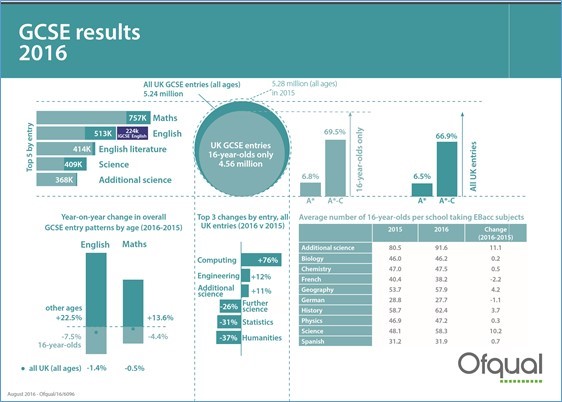 GCSE results
2016
All UK GCSE entries (all ages)
5.24 million
5.28 million (all ages)
in 2015
Top 5 by entry
757K Maths
513K 224k IGCSE English English
414K English literature
409K Science
368K Additional science
UK GCSE entries
16-year-olds only
4.56 million
6.8%
69.5%
A* A*-C
16-year-olds only
6.5%
66.9%
A* A*-C
All UK entries
Year-on-year change in overall
GCSE entry patterns by age (2016-2015)
English Maths
other ages
+22.5% +13.6%
-7.5% -4.4%
16-year-olds
• all UK (all ages) -1.4% -0.5%
Top 3 changes by entry, all
UK entries (2016 v 2015)
Computing +76%
Engineering +12%
Additional
science +11%
-26% Further
science
-31% Statistics
-37% Humanities
Average number of 16-year-olds per school taking EBacc subjects
2015 2016 Change
(2016-2015)
Additional science 80.5 91.6 11.1
Biology 46.0 46.2 0.2
Chemistry 47.0 47.5 0.5
French 40.4 38.2 -2.2
Geography 53.7 57.9 4.2
German 28.8 27.7 -1.1
History 58.7 62.4 3.7
Physics 46.9 47.2 0.3
Science 48.1 58.3 10.2
Spanish 31.2 31.9 0.7
Ofqual
August 2016 - Ofqual/16/6096